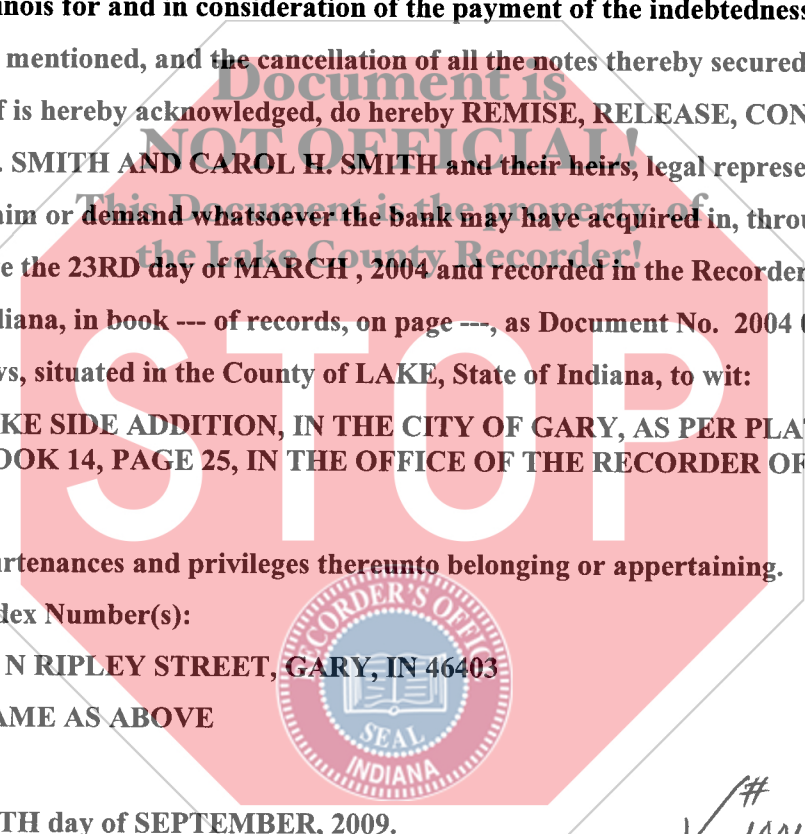 inois for and in consideration of the payment of the indebtedness
mentioned, and the cancellation of all the notes thereby secured
Document is
f is hereby acknowledged, do hereby REMISE, RELEASE, CON
NOT OFFICIAL!
. SMITH AND CAROL H. SMITH and their heirs, legal represe
This Document is the property of
aim or demand whatsoever the bank may have acquired in, throu
the Lake County Recorder!
e the 23RD day of MARCH , 2004 and recorded in the Recorder
diana, in book --- of records, on page ---, as Document No. 2004 0
STOP
ws, situated in the County of LAKE, State of Indiana, to wit:
KE SIDE ADDITION, IN THE CITY OF GARY, AS PER PLAT
OOK 14, PAGE 25, IN THE OFFICE OF THE RECORDER OF
urtenances and privileges thereunto belonging or appertaining.
dex Number(s):
RECORDER'S OFFICE
N RIPLEY STREET, GARY, IN 46403
AME AS ABOVE
SEAL
INDIANA
TH day of SEPTEMBER, 2009.
#